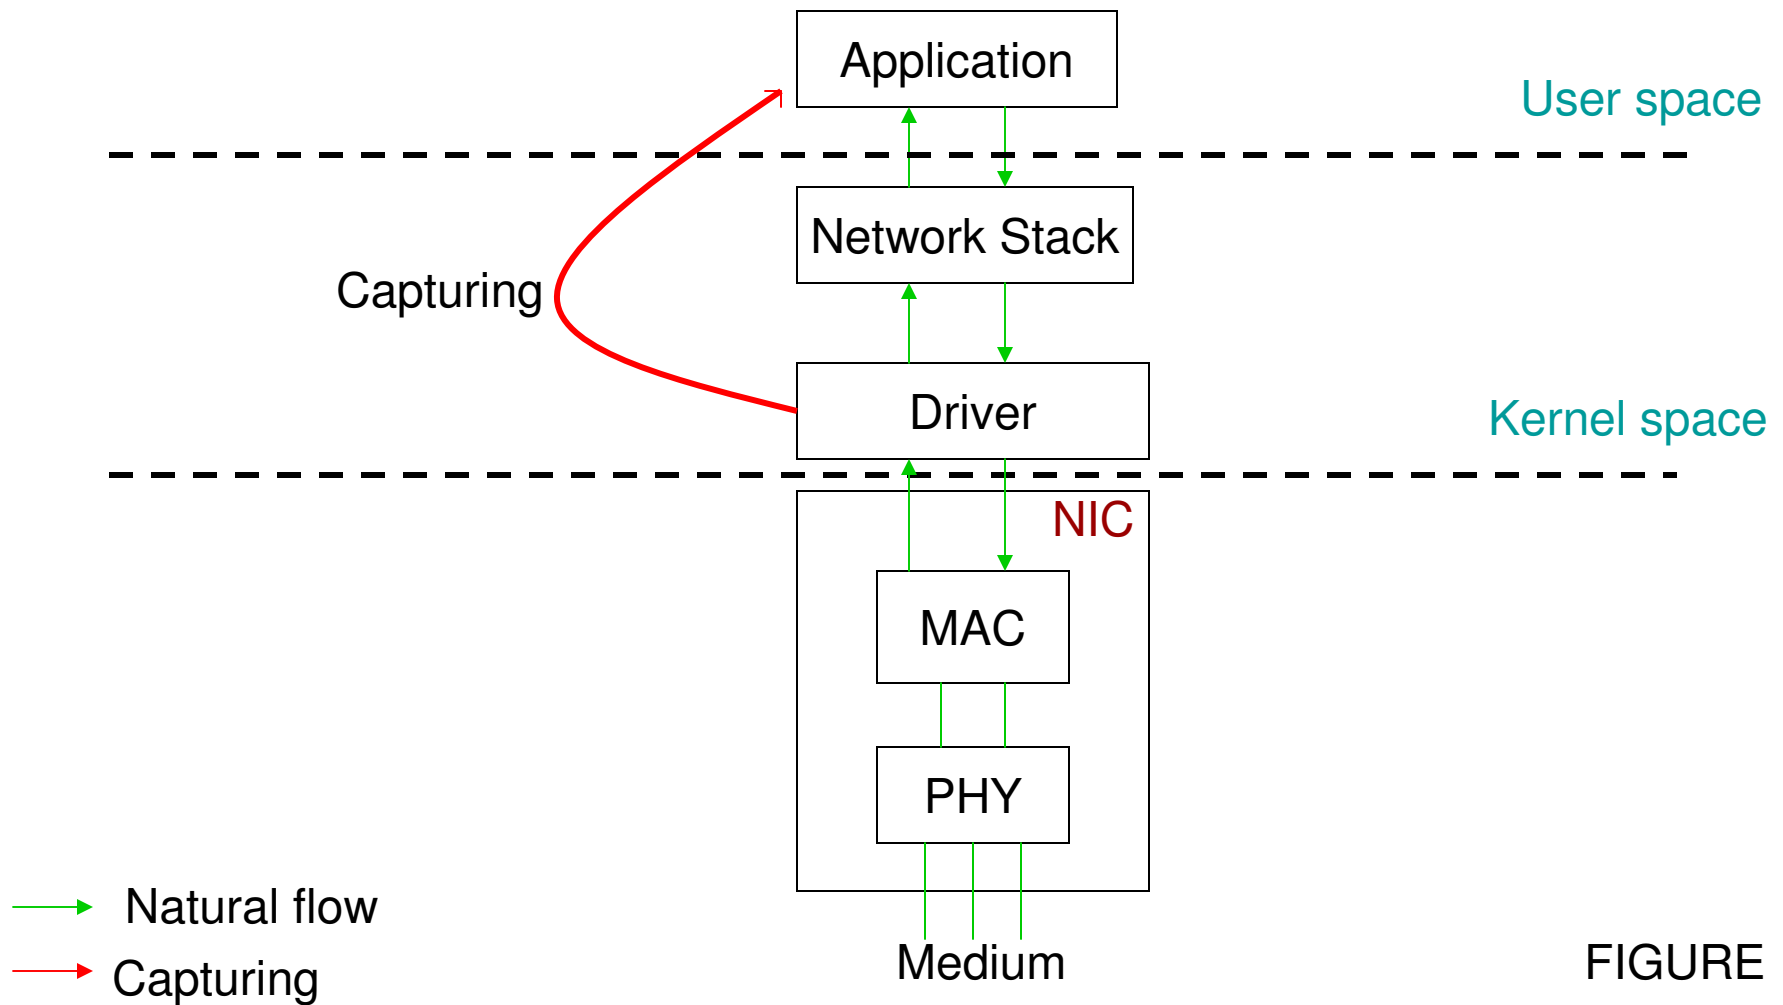 Application
User space
Network Stack
Capturing
Driver
Kernel space
NIC
MAC
PHY
Natural flow
Medium
Capturing
FIGURE